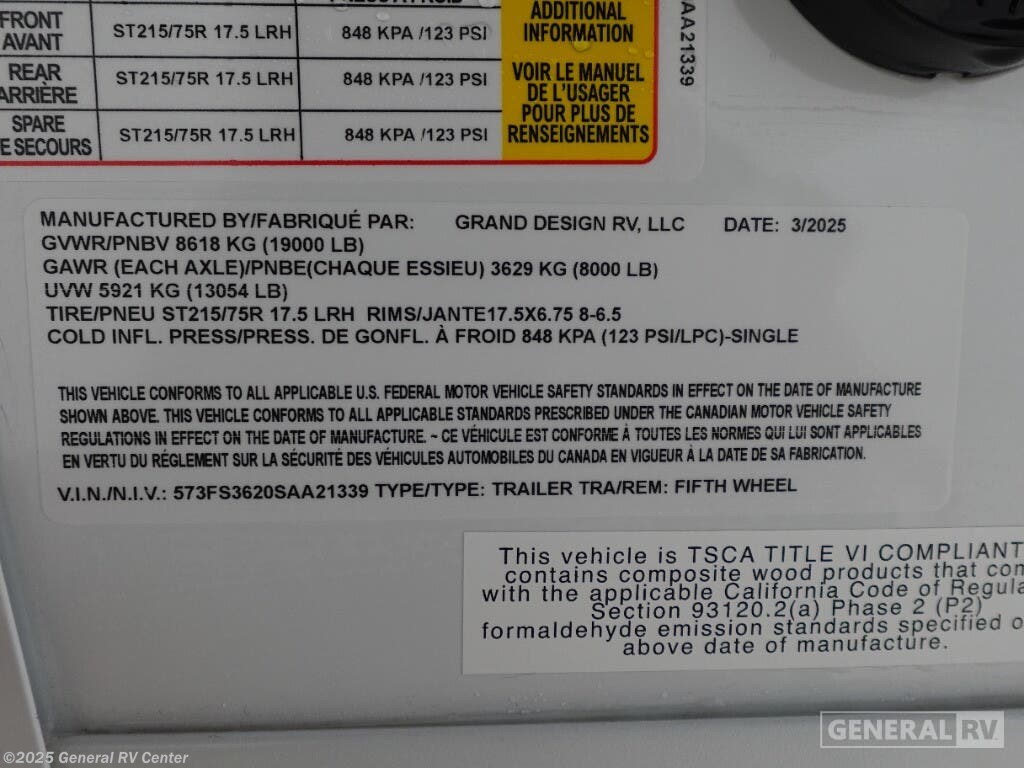 FRONT
AVANT
ST215/75R 17.5 LRH
848 KPA /123 PSI
REAR
ARRIÈRE
ST215/75R 17.5 LRH
848 KPA /123 PSI
SPARE
E SECOURS
ST215/75R 17.5 LRH
848 KPA /123 PSI
ADDITIONAL
INFORMATION
VOIR LE MANUEL
DE L'USAGER
POUR PLUS DE
RENSEIGNEMENTS
AA21339
MANUFACTURED BY/FABRIQUÉ PAR: GRAND DESIGN RV, LLC DATE: 3/2025
GVWR/PNBV 8618 KG (19000 LB)
GAWR (EACH AXLE)/PNBE(CHAQUE ESSIEU) 3629 KG (8000 LB)
UVW 5921 KG (13054 LB)
TIRE/PNEU ST215/75R 17.5 LRH RIMS/JANTE17.5X6.75 8-6.5
COLD INFL. PRESS/PRESS. DE GONFL. À FROID 848 KPA (123 PSI/LPC)-SINGLE
THIS VEHICLE CONFORMS TO ALL APPLICABLE U.S. FEDERAL MOTOR VEHICLE SAFETY STANDARDS IN EFFECT ON THE DATE OF MANUFACTURE
SHOWN ABOVE. THIS VEHICLE CONFORMS TO ALL APPLICABLE STANDARDS PRESCRIBED UNDER THE CANADIAN MOTOR VEHICLE SAFETY
REGULATIONS IN EFFECT ON THE DATE OF MANUFACTURE. ~ CE VÉHICULE EST CONFORME À TOUTES LES NORMES QUI LUI SONT APPLICABLES
EN VERTU DU RÉGLEMENT SUR LA SÉCURITÉ DES VÉHICULES AUTOMOBILES DU CANADA EN VIGUEUR À LA DATE DE SA FABRICATION.
V.I.N./N.I.V.: 573FS3620SAA21339 TYPE/TYPE: TRAILER TRA/REM: FIFTH WHEEL
This vehicle is TSCA TITLE VI COMPLIANT
contains composite wood products that com
with the applicable California Code of Regula
Section 93120.2(a) Phase 2 (P2)
formaldehyde emission standards specified o
above date of manufacture.
GENERAL RV
©2025 General RV Center